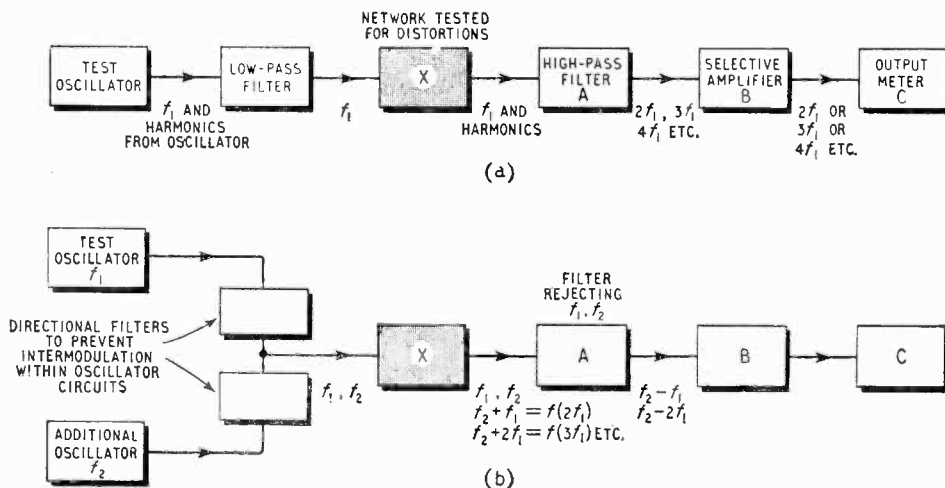 NETWORK TESTED
FOR DISTORTIONS
TEST
OSCILLATOR
LOW-PASS
FILTER
X
HIGH-PASS
FILTER
A
SELECTIVE
AMPLIFIER
B
OUTPUT
METER
C
f₁ AND
HARMONICS
FROM OSCILLATOR
f₁
f₁ AND
HARMONICS
2f₁, 3f₁
4f₁ ETC.
2f₁ OR
3f₁ OR
4f₁ ETC.
(a)
TEST
OSCILLATOR
f₁
DIRECTIONAL FILTERS
TO PREVENT
INTERMODULATION
WITHIN OSCILLATOR
CIRCUITS
ADDITIONAL
OSCILLATOR
f₂
f₁, f₂
X
f₁, f₂
f₂+f₁=f(2f₁)
f₂+2f₁=f(3f₁) ETC.
FILTER
REJECTING
f₁, f₂
A
f₂-f₁
f₂-2f₁
B
C
(b)